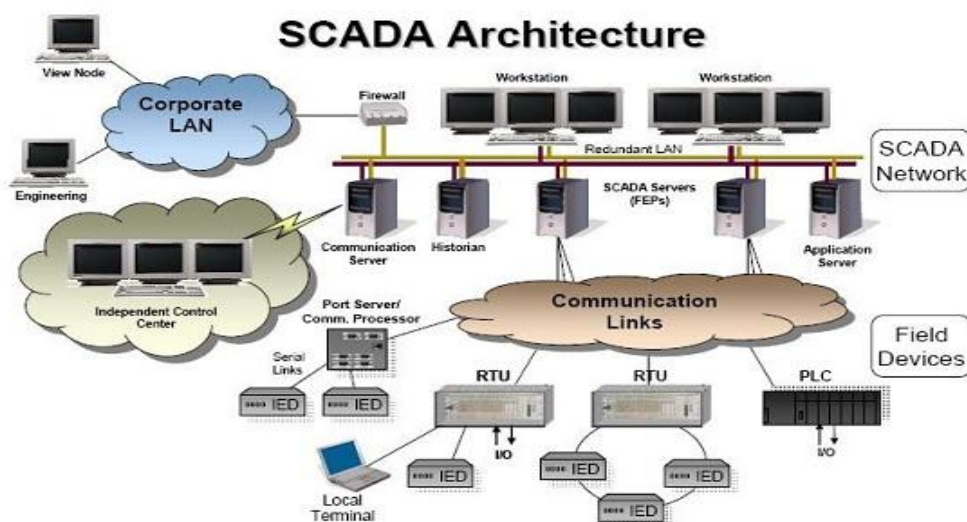 SCADA Architecture
View Node
Corporate
LAN
Engineering
Firewall
Workstation
Workstation
Redundant LAN
SCADA
Network
Communication
Server
Historian
SCADA Servers
(FEPs)
Application
Server
Independent Control
Center
Port Server/
Comm. Processor
Communication
Links
Field
Devices
Serial
Links
IED
IED
RTU
I/O
RTU
PLC
I/O
IED
IED
IED
IED
Local
Terminal